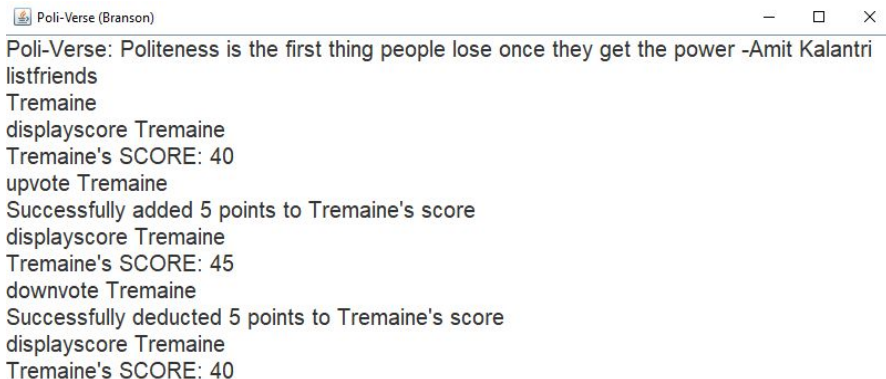 Poli-Verse (Branson)
Poli-Verse: Politeness is the first thing people lose once they get the power -Amit Kalantri
listfriends
Tremaine
displayscore Tremaine
Tremaine's SCORE: 40
upvote Tremaine
Successfully added 5 points to Tremaine's score
displayscore Tremaine
Tremaine's SCORE: 45
downvote Tremaine
Successfully deducted 5 points to Tremaine's score
displayscore Tremaine
Tremaine's SCORE: 40